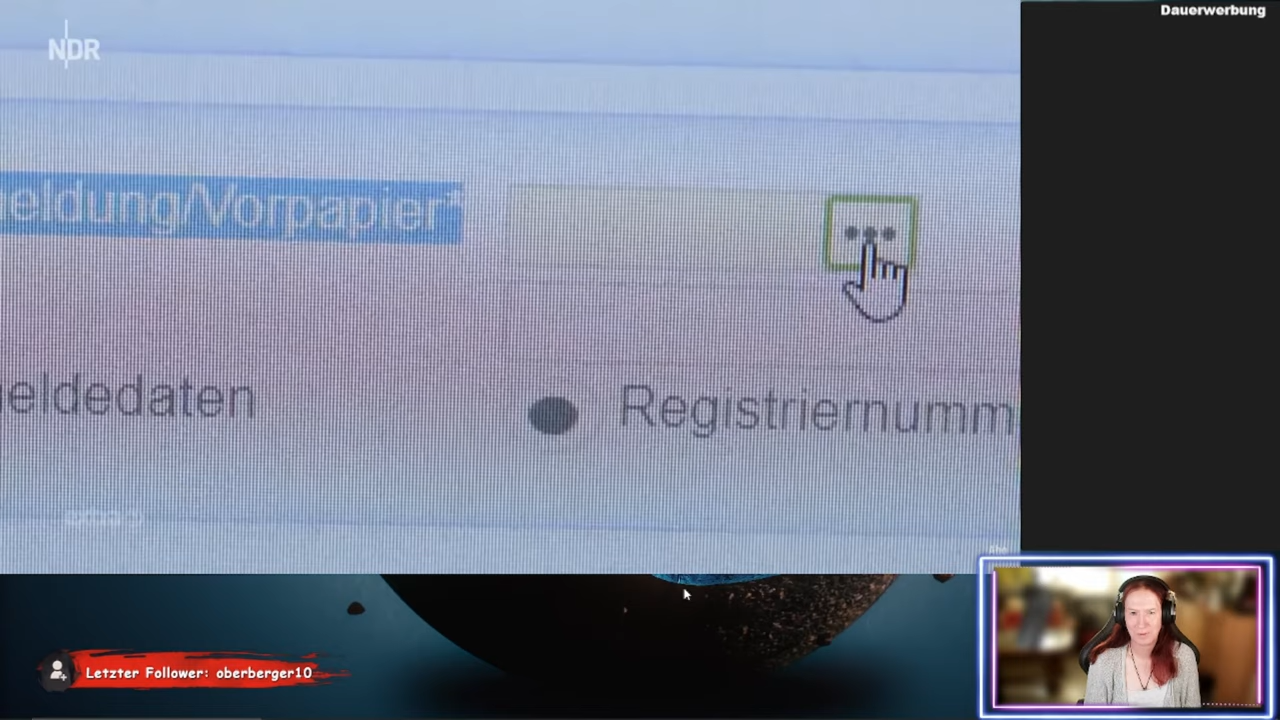 Dauerwerbung
NDR
eldung/Vorpapier*
eldedaten
Registriernumm
Letzter Follower: oberberger10